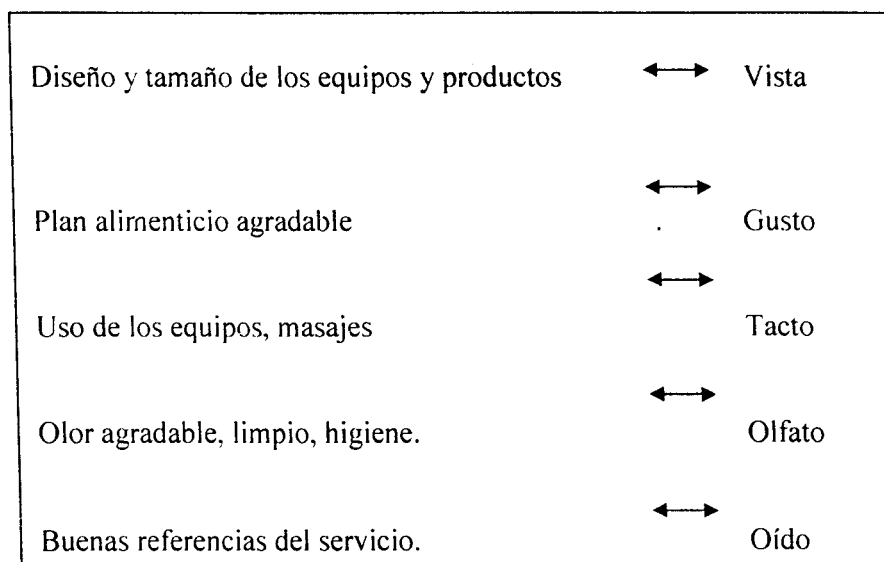 Diseño y tamaño de los equipos y productos ↔ Vista
Plan alimenticio agradable ↔ Gusto
Uso de los equipos, masajes ↔ Tacto
Olor agradable, limpio, higiene. ↔ Olfato
Buenas referencias del servicio. ↔ Oído